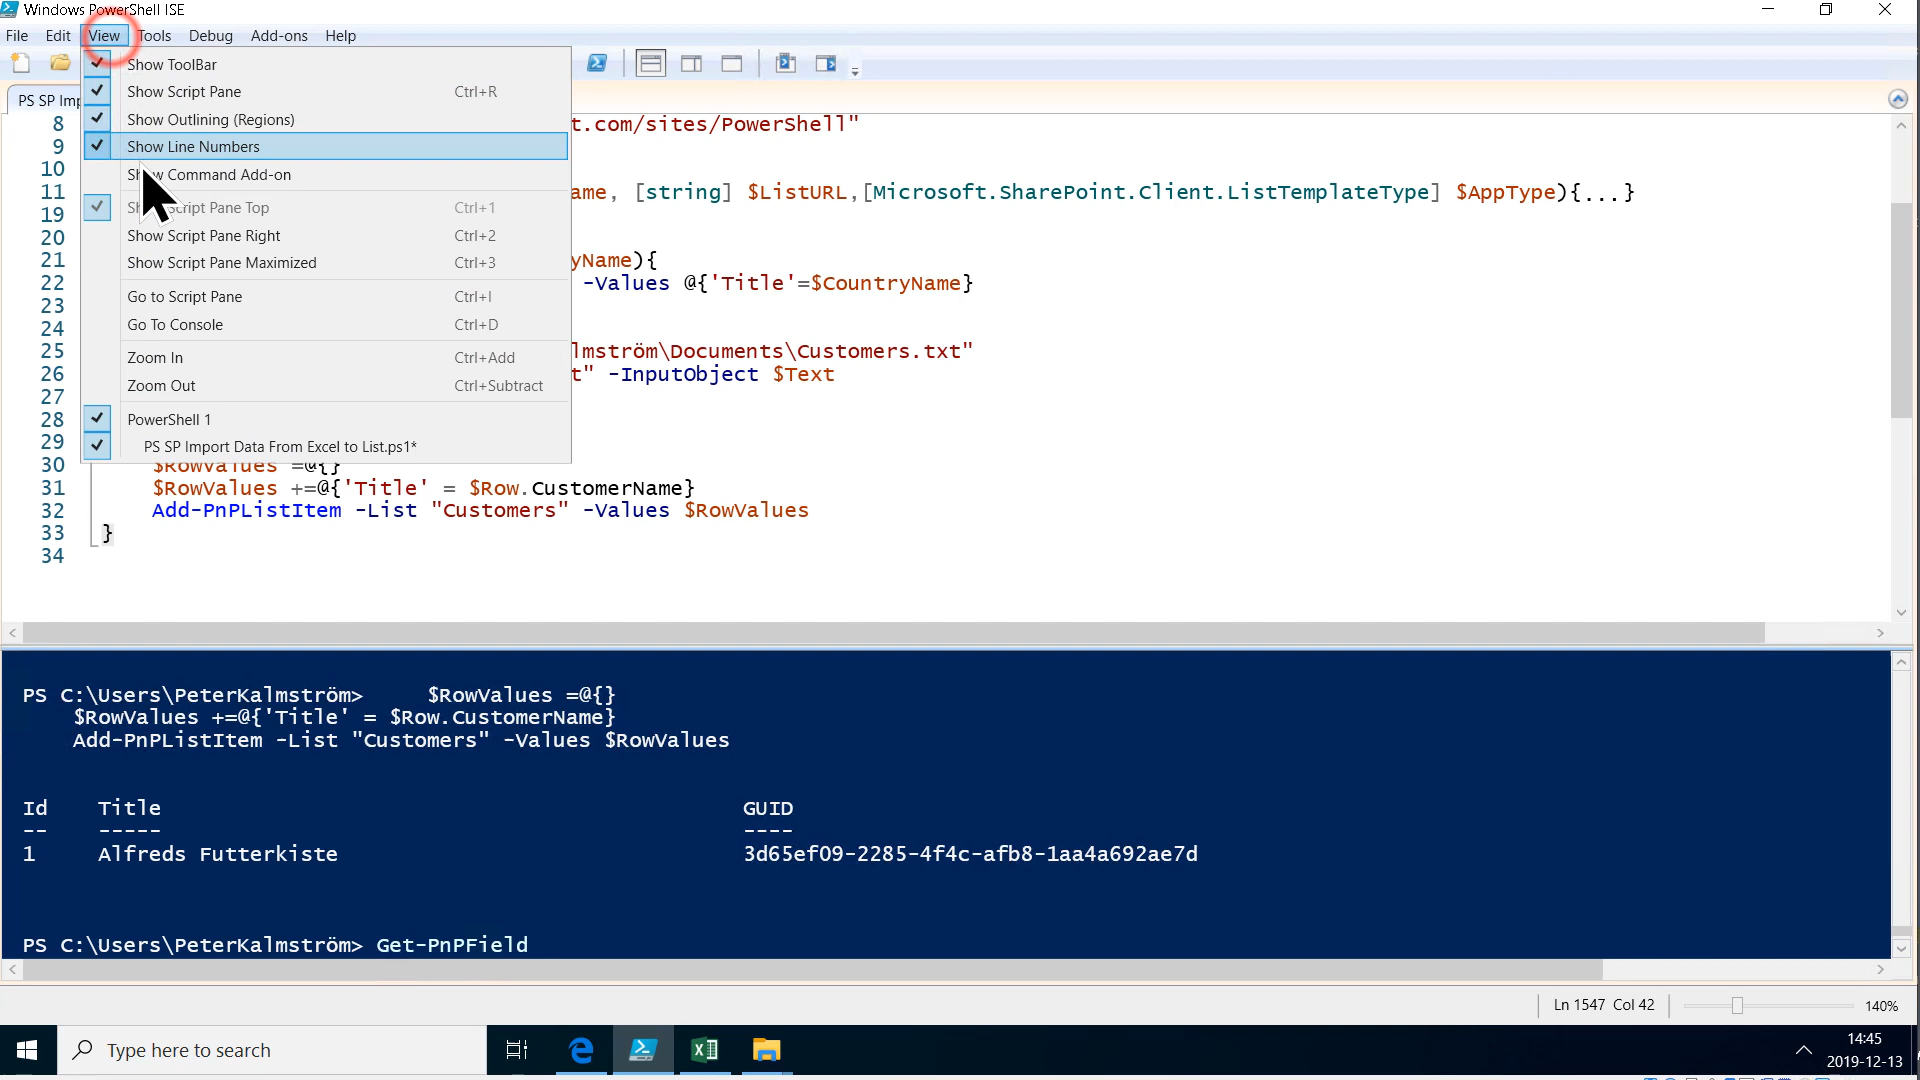 Windows PowerShell ISE
File Edit View Tools Debug Add-ons Help
Show ToolBar
Show Script Pane Ctrl+R
Show Outlining (Regions)
Show Line Numbers
Show Command Add-on
Script Pane Top Ctrl+1
Show Script Pane Right Ctrl+2
Show Script Pane Maximized Ctrl+3
Go to Script Pane Ctrl+I
Go To Console Ctrl+D
Zoom In Ctrl+Add
Zoom Out Ctrl+Subtract
PowerShell 1
PS SP Import Data From Excel to List.ps1*
PS SP Imp
8 t.com/sites/PowerShell"
9
10
11 ame, [string] $ListURL,[Microsoft.SharePoint.Client.ListTemplateType] $AppType){...}
19
20
21 yName){
22 -Values @{'Title'=$CountryName}
23
24
25 lmström\Documents\Customers.txt"
26 t" -InputObject $Text
27
28
29
30 $RowValues =@{}
31 $RowValues +=@{'Title' = $Row.CustomerName}
32 Add-PnPListItem -List "Customers" -Values $RowValues
33 }
34
PS C:\Users\PeterKalmström> $RowValues =@{}
$RowValues +=@{'Title' = $Row.CustomerName}
Add-PnPListItem -List "Customers" -Values $RowValues
Id Title GUID
-- ----- ----
1 Alfreds Futterkiste 3d65ef09-2285-4f4c-afb8-1aa4a692ae7d
PS C:\Users\PeterKalmström> Get-PnPField
Ln 1547 Col 42 140%
Type here to search
14:45
2019-12-13